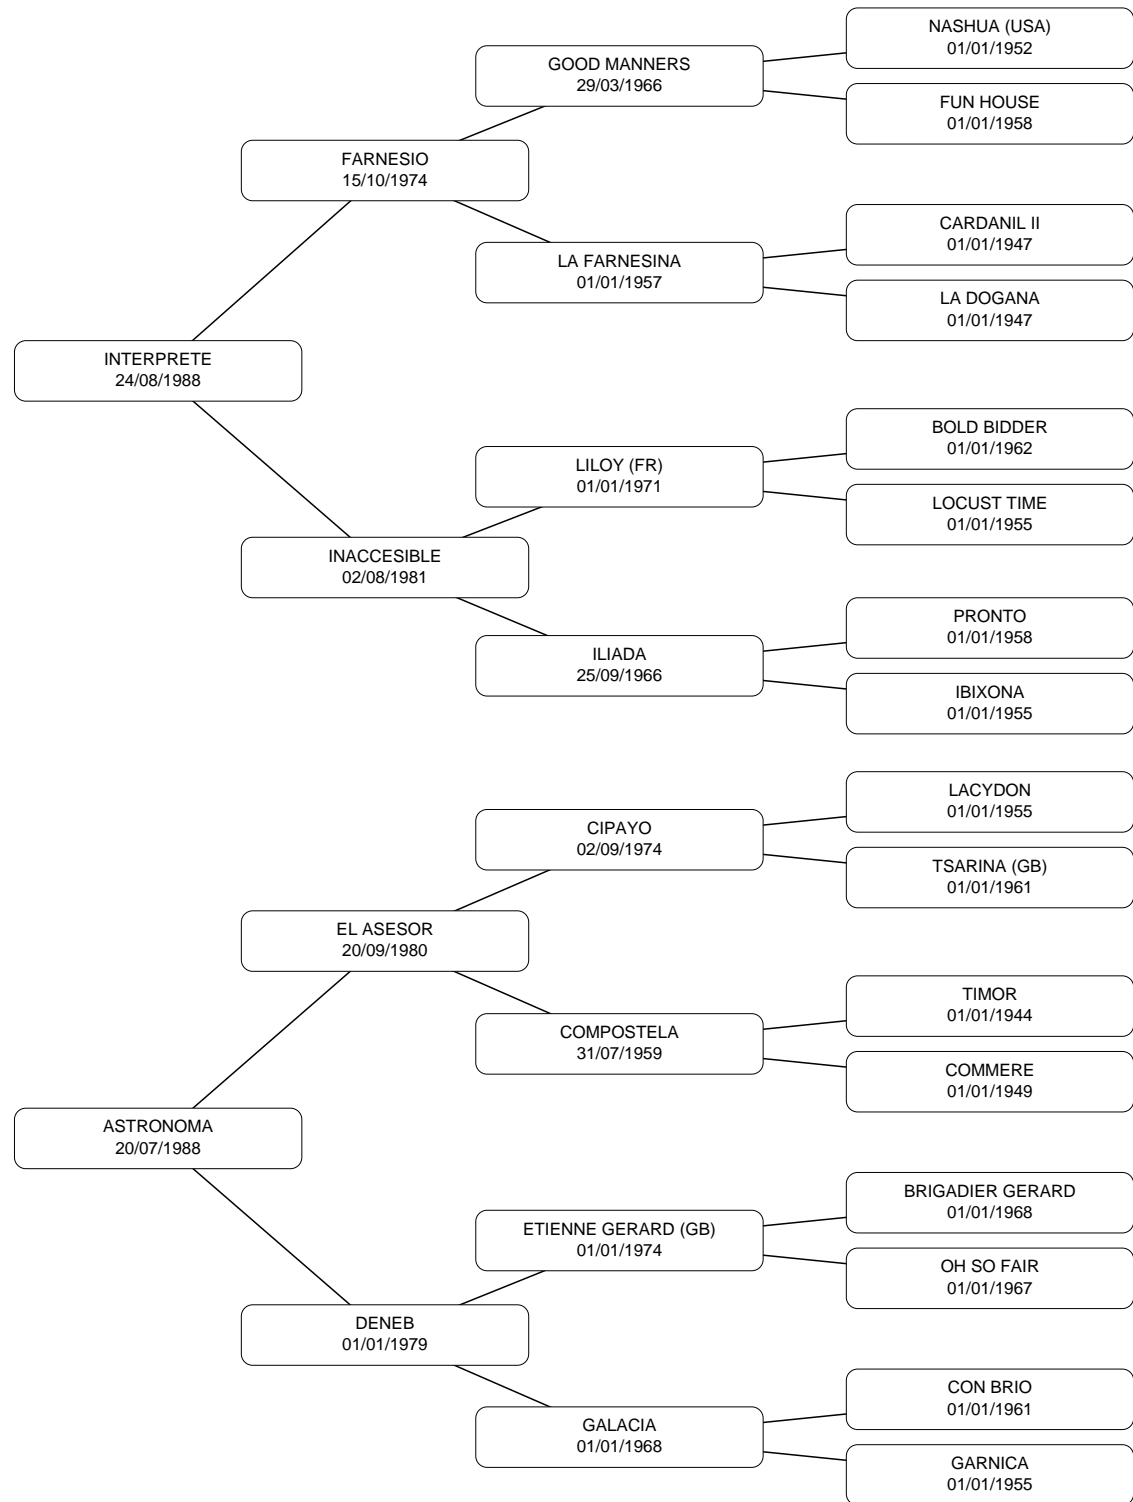 NASHUA (USA)
01/01/1952
GOOD MANNERS
29/03/1966
FUN HOUSE
01/01/1958
FARNESIO
15/10/1974
CARDANIL II
01/01/1947
LA FARNESINA
01/01/1957
LA DOGANA
01/01/1947
INTERPRETE
24/08/1988
BOLD BIDDER
01/01/1962
LILOY (FR)
01/01/1971
LOCUST TIME
01/01/1955
INACCESIBLE
02/08/1981
PRONTO
01/01/1958
ILIADA
25/09/1966
IBIXONA
01/01/1955
LACYDON
01/01/1955
CIPAYO
02/09/1974
TSARINA (GB)
01/01/1961
EL ASESOR
20/09/1980
TIMOR
01/01/1944
COMPOSTELA
31/07/1959
COMMERE
01/01/1949
ASTRONOMA
20/07/1988
BRIGADIER GERARD
01/01/1968
ETIENNE GERARD (GB)
01/01/1974
OH SO FAIR
01/01/1967
DENEB
01/01/1979
CON BRIO
01/01/1961
GALACIA
01/01/1968
GARNICA
01/01/1955